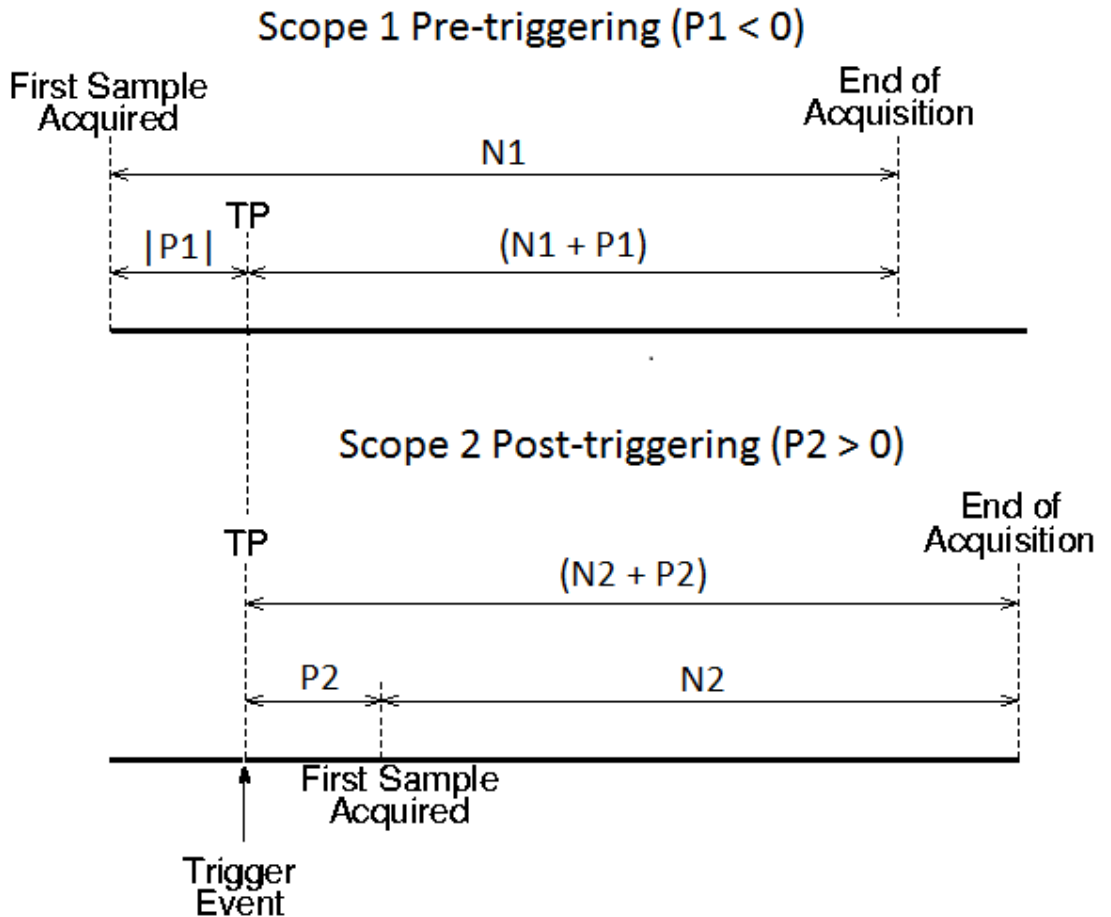 Scope 1 Pre-triggering (P1 < 0)
First Sample
Acquired
End of
Acquisition
N1
TP
|P1|
(N1 + P1)
Scope 2 Post-triggering (P2 > 0)
TP
End of
Acquisition
(N2 + P2)
P2
N2
First Sample
Acquired
Trigger
Event